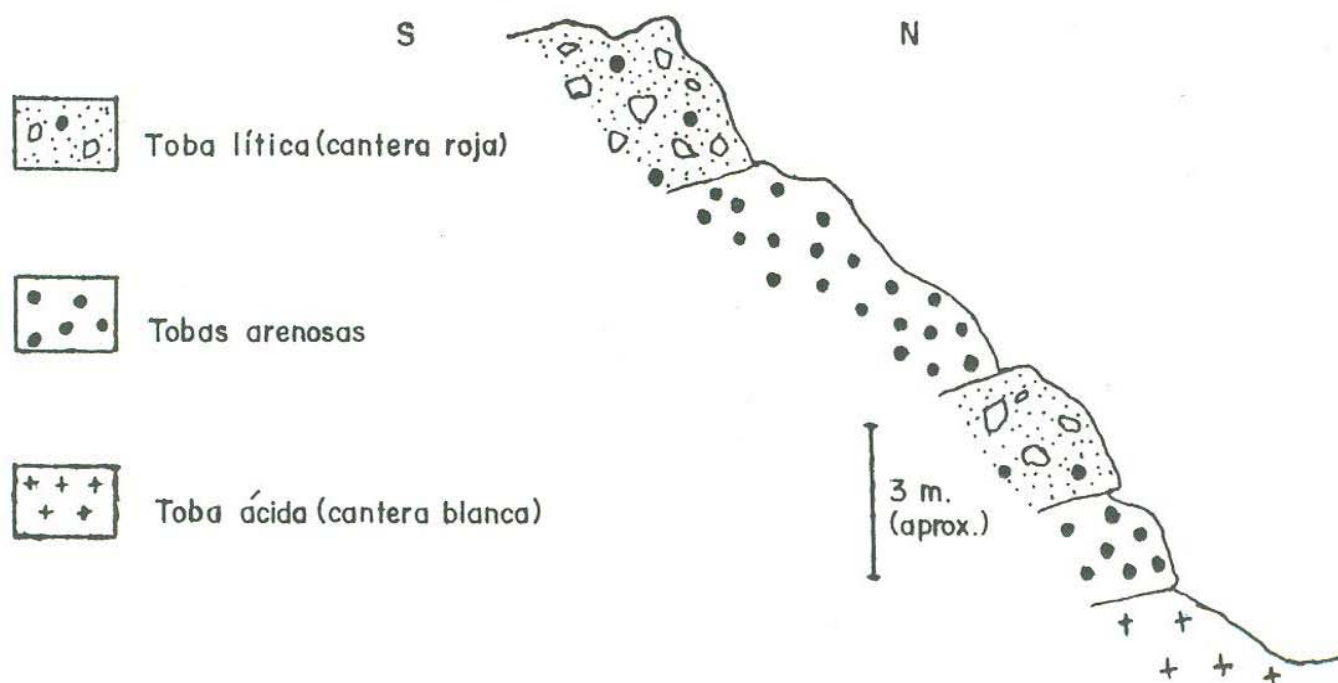 S N
Toba lítica (cantera roja)
Tobas arenosas
3 m.
(aprox.)
Toba ácida (cantera blanca)